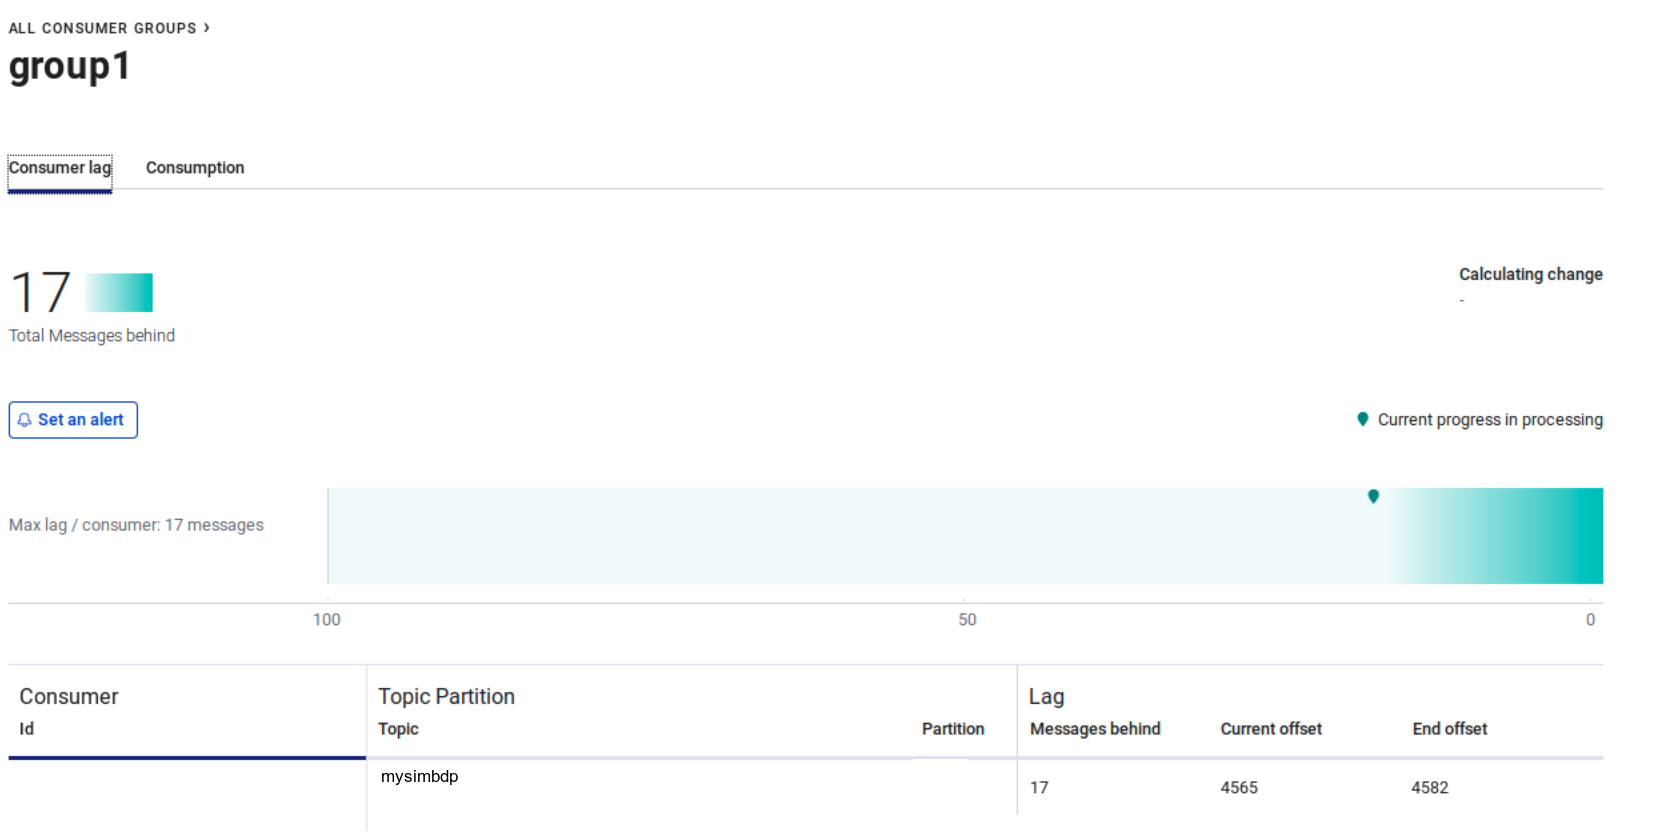 ALL CONSUMER GROUPS ›
group1
Consumer lag Consumption
17
Total Messages behind
Calculating change
-
Set an alert
Current progress in processing
Max lag / consumer: 17 messages
100 50 0
Consumer Topic Partition Lag
Id Topic Partition Messages behind Current offset End offset
mysimbdp 17 4565 4582